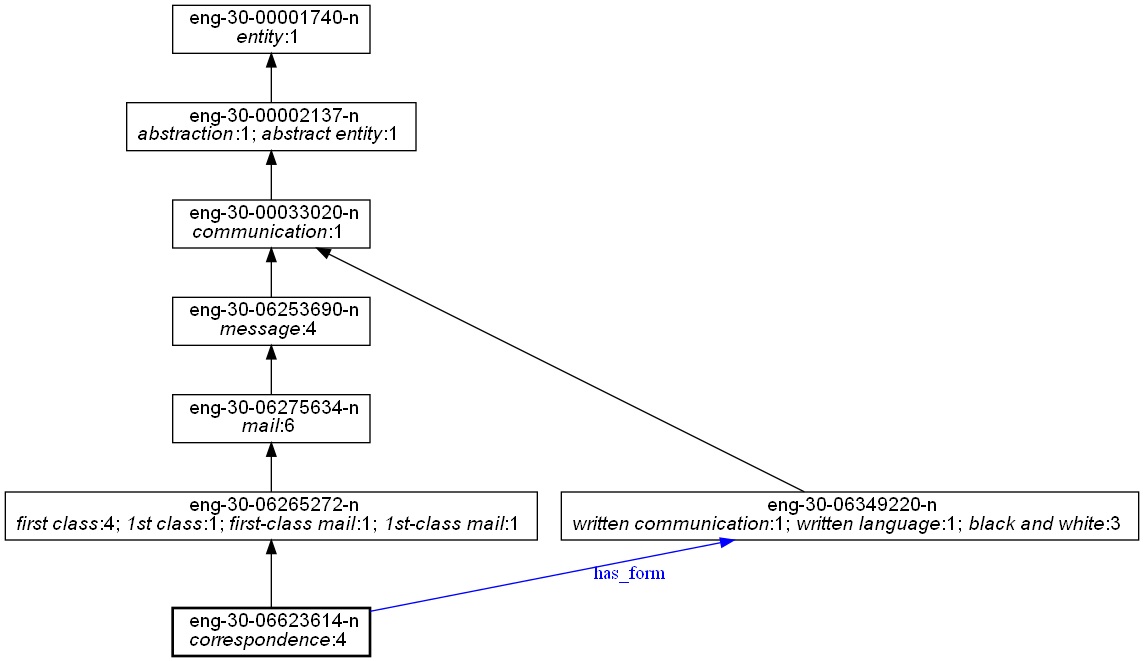 eng-30-00001740-n
entity:1
eng-30-00002137-n
abstraction:1; abstract entity:1
eng-30-00033020-n
communication:1
eng-30-06253690-n
message:4
eng-30-06275634-n
mail:6
eng-30-06265272-n
first class:4; 1st class:1; first-class mail:1; 1st-class mail:1
eng-30-06349220-n
written communication:1; written language:1; black and white:3
has_form
eng-30-06623614-n
correspondence:4